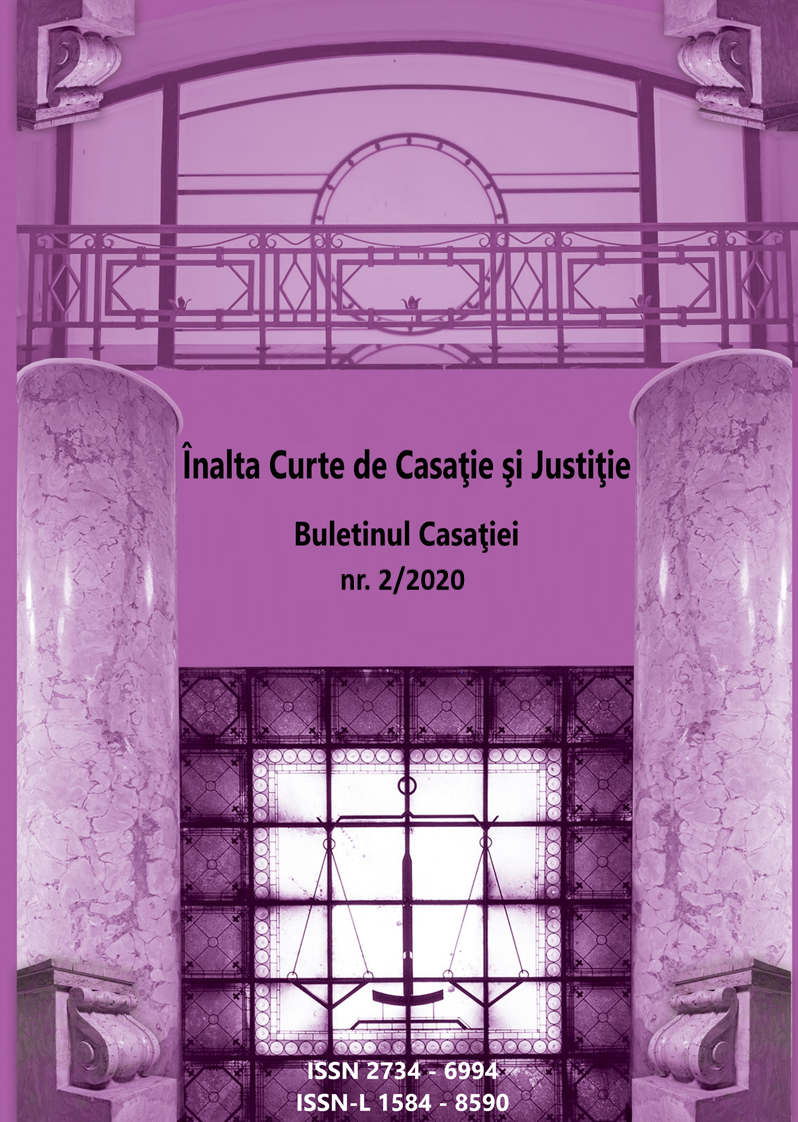 Înalta Curte de Casaţie şi Justiţie
Buletinul Casaţiei
nr. 2/2020
ISSN 2734 - 6994
ISSN-L 1584 - 8590